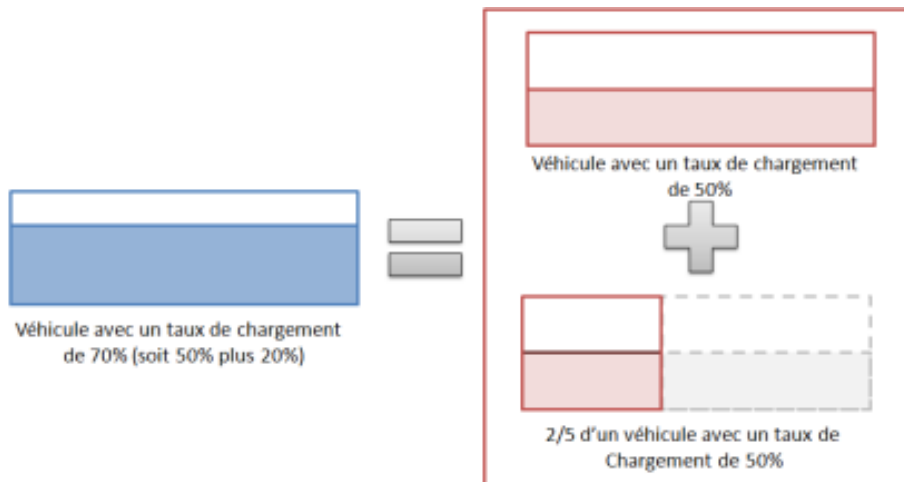 Véhicule avec un taux de chargement
de 70% (soit 50% plus 20%)
Véhicule avec un taux de chargement
de 50%
2/5 d'un véhicule avec un taux de
Chargement de 50%